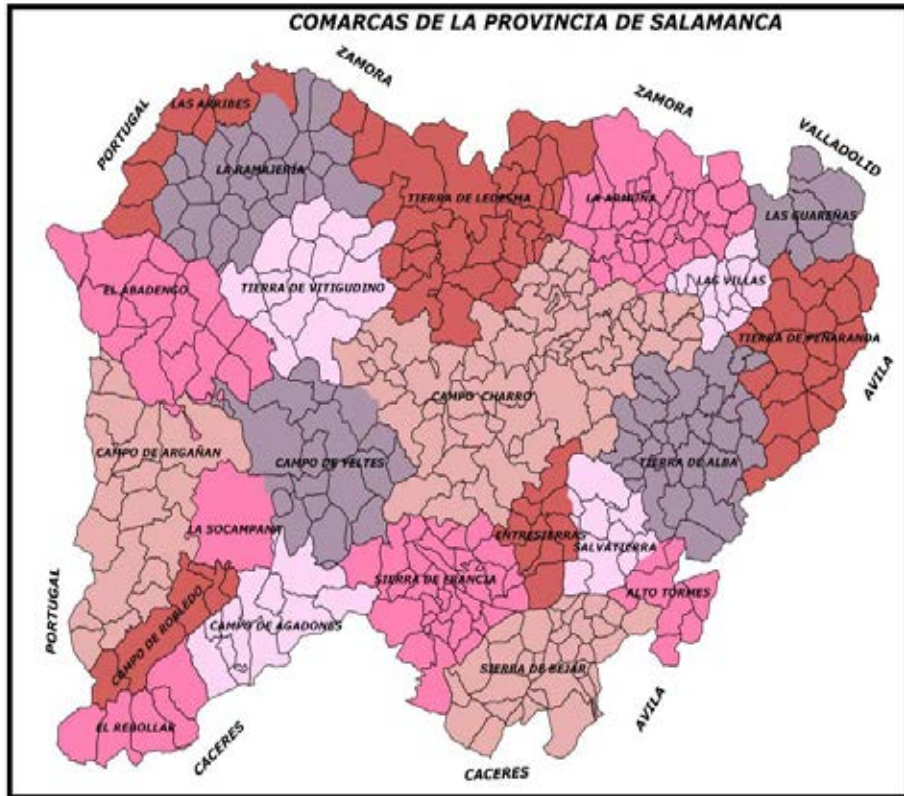 COMARCAS DE LA PROVINCIA DE SALAMANCA
ZAMORA
ZAMORA
PORTUGAL
LAS ARRIBES
VALLADOLID
LA RAMAJERÍA
TIERRA DE LEDESMA
LA ARMUÑA
LAS GUAREÑAS
EL ABADENGO
TIERRA DE VITIGUDINO
LAS VILLAS
TIERRA DE PEÑARANDA
AVILA
CAMPO CHARRO
CAMPO DE ARGAÑAN
CAMPO DE YELTES
TIERRA DE ALBA
LA SOCAMPANA
ENTRESIERRAS
SALVATIERRA
PORTUGAL
SIERRA DE FRANCIA
ALTO TORMES
CAMPO DE ROBLEDO
CAMPO DE AGADONES
SIERRA DE BEJAR
EL REBOLLAR
AVILA
CACERES
CACERES